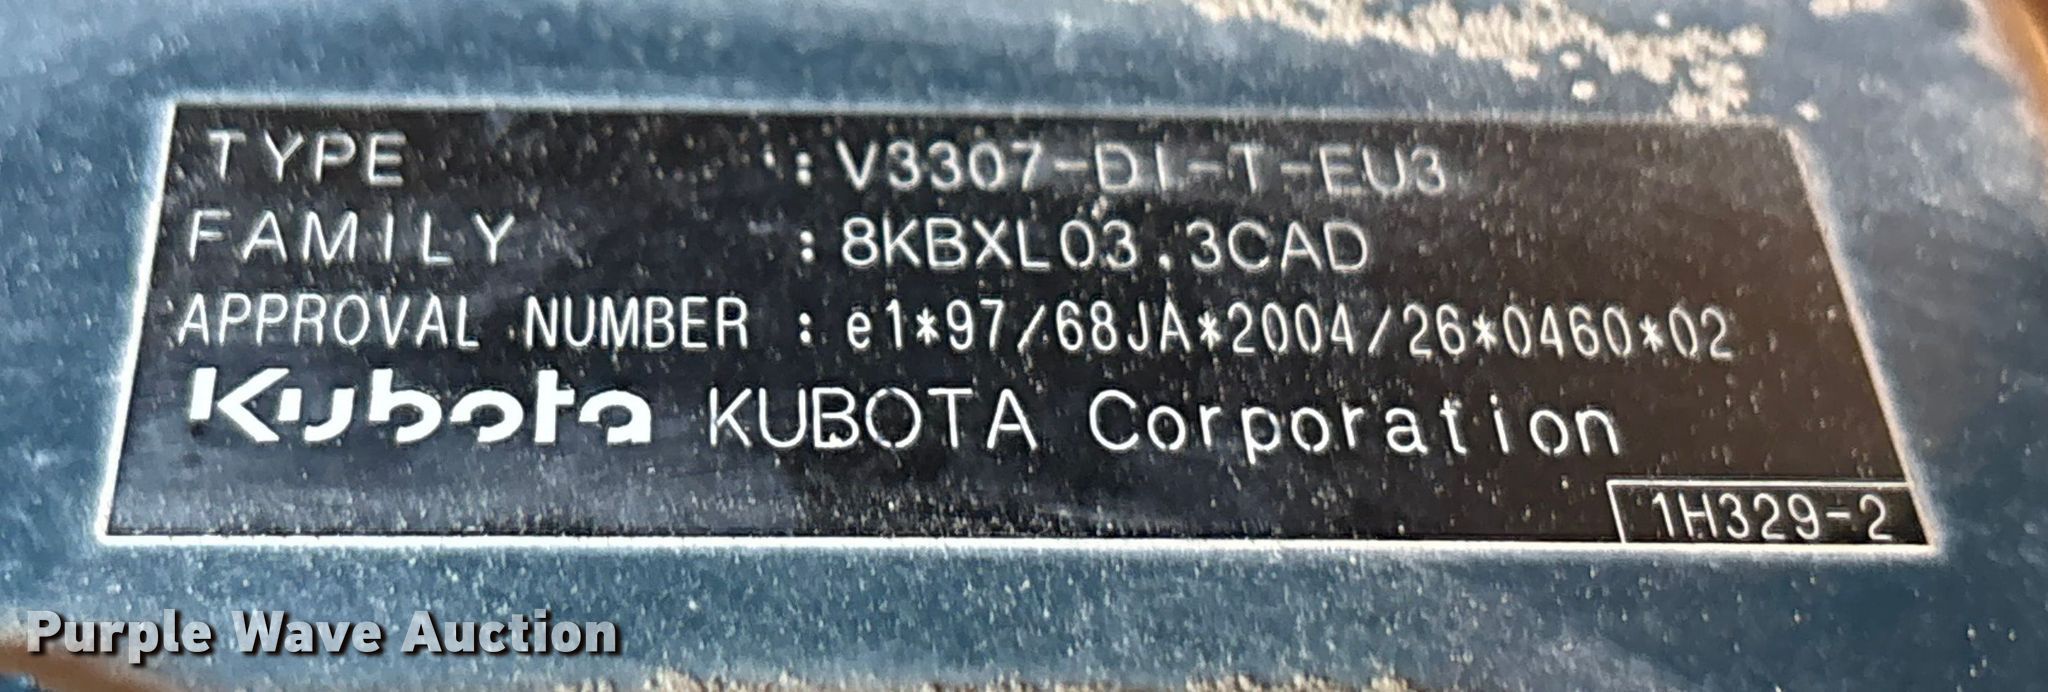 TYPE : V3307-DI-T-EU3
FAMILY : 8KBXL03.3CAD
APPROVAL NUMBER : e1*97/68JA*2004/26*0460*02
Kubota KUBOTA Corporation
1H329-2
Purple Wave Auction